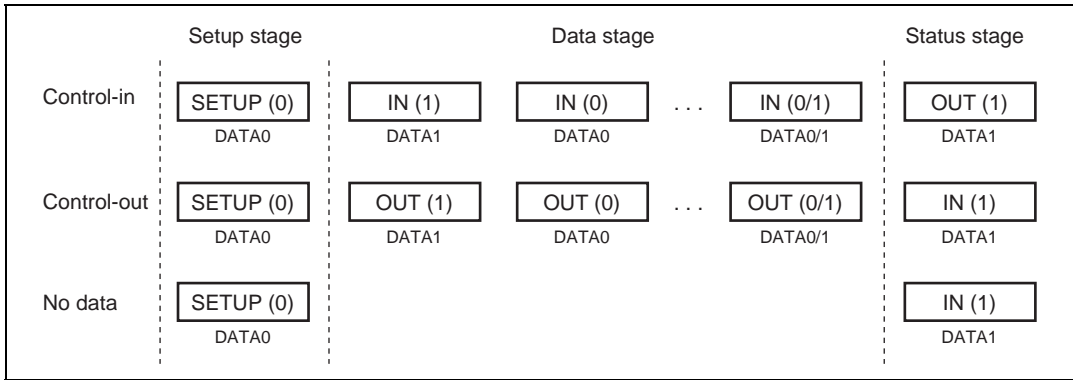 Setup stage Data stage Status stage
Control-in SETUP (0) IN (1) IN (0) . . . IN (0/1) OUT (1)
DATA0 DATA1 DATA0 DATA0/1 DATA1
Control-out SETUP (0) OUT (1) OUT (0) . . . OUT (0/1) IN (1)
DATA0 DATA1 DATA0 DATA0/1 DATA1
No data SETUP (0) IN (1)
DATA0 DATA1